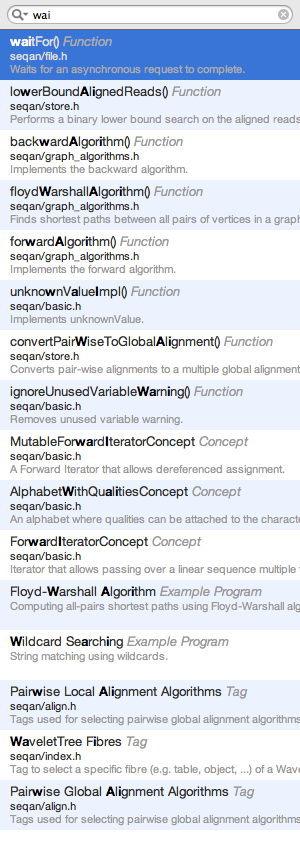 wai
waitFor() Function
seqan/file.h
Waits for an asynchronous request to complete.
lowerBoundAlignedReads() Function
seqan/store.h
Performs a binary lower bound search on the aligned reads
backwardAlgorithm() Function
seqan/graph_algorithms.h
Implements the backward algorithm.
floydWarshallAlgorithm() Function
seqan/graph_algorithms.h
Finds shortest paths between all pairs of vertices in a graph
forwardAlgorithm() Function
seqan/graph_algorithms.h
Implements the forward algorithm.
unknownValueImpl() Function
seqan/basic.h
Implements unknownValue.
convertPairWiseToGlobalAlignment() Function
seqan/store.h
Converts pair-wise alignments to a multiple global alignment
ignoreUnusedVariableWarning() Function
seqan/basic.h
Removes unused variable warning.
MutableForwardIteratorConcept Concept
seqan/basic.h
A Forward Iterator that allows dereferenced assignment.
AlphabetWithQualitiesConcept Concept
seqan/basic.h
An alphabet where qualities can be attached to the characte
ForwardIteratorConcept Concept
seqan/basic.h
Iterator that allows passing over a linear sequence multiple
Floyd-Warshall Algorithm Example Program
Computing all-pairs shortest paths using Floyd-Warshall alg
Wildcard Searching Example Program
String matching using wildcards.
Pairwise Local Alignment Algorithms Tag
seqan/align.h
Tags used for selecting pairwise global alignment algorithms
WaveletTree Fibres Tag
seqan/index.h
Tag to select a specific fibre (e.g. table, object, ...) of a Wave
Pairwise Global Alignment Algorithms Tag
seqan/align.h
Tags used for selecting pairwise global alignment algorithms